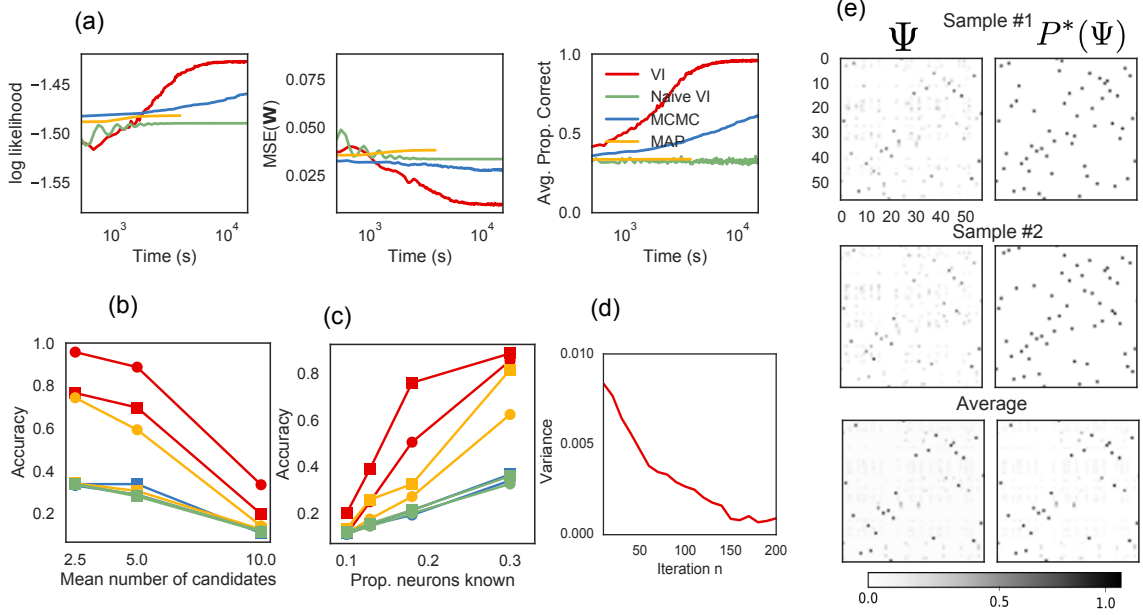 (a)
−1.45
−1.50
−1.55
log likelihood
10³
10⁴
Time (s)
0.075
0.050
0.025
MSE(W)
10³
10⁴
Time (s)
1.0
0.5
0.0
Avg. Prop. Correct
VI
Naive VI
MCMC
MAP
10³
10⁴
Time (s)
(b)
1.0
0.8
0.6
0.4
0.2
Accuracy
2.5
5.0
10.0
Mean number of candidates
(c)
0.8
0.6
0.4
0.2
Accuracy
0.1
0.2
0.3
Prop. neurons known
(d)
0.010
0.005
0.000
Variance
50
100
150
200
Iteration n
(e)
Sample #1
Ψ
P*(Ψ)
0
10
20
30
40
50
0 10 20 30 40 50
Sample #2
Average
0.0
0.5
1.0